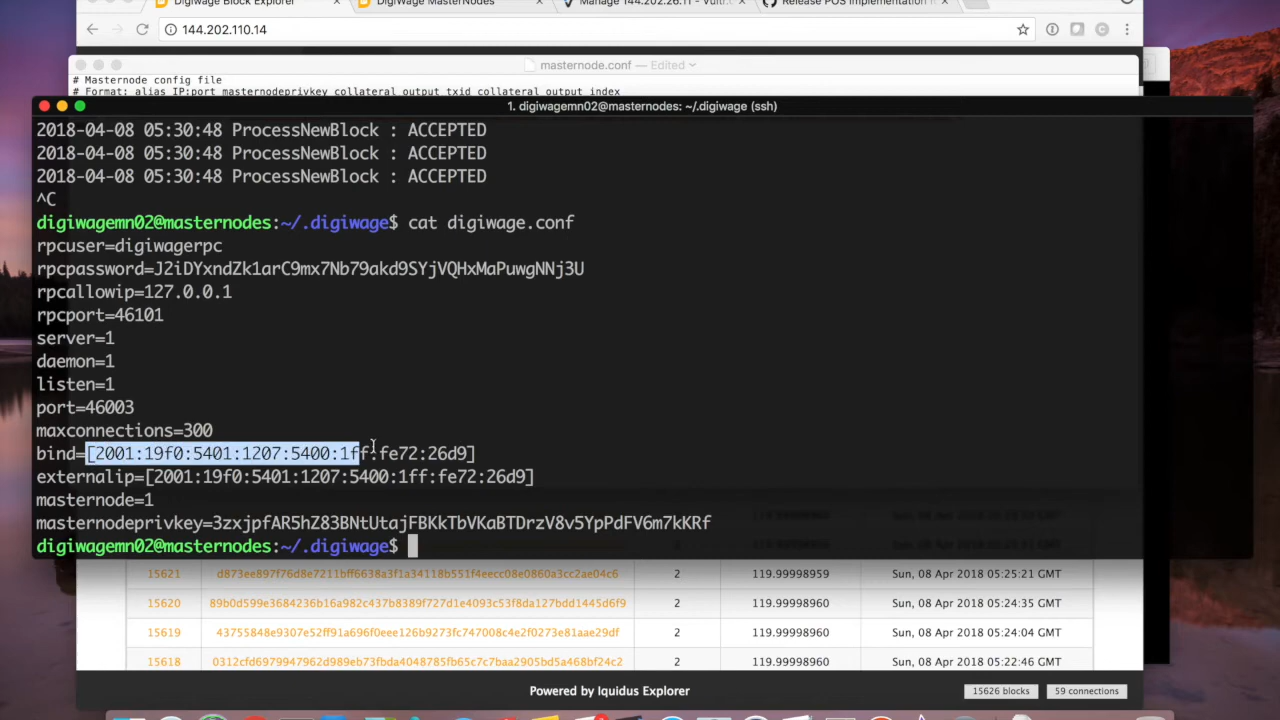 Digiwage Block Explorer
DigiWage MasterNodes
Manage 144.202.26.11 - Vultr.c
Release POS Implementation
144.202.110.14
masternode.conf — Edited
# Masternode config file
# Format: alias IP:port masternodeprivkey collateral_output_txid collateral_output_index
1. digiwagemn02@masternodes: ~/.digiwage (ssh)
2018-04-08 05:30:48 ProcessNewBlock : ACCEPTED
2018-04-08 05:30:48 ProcessNewBlock : ACCEPTED
2018-04-08 05:30:48 ProcessNewBlock : ACCEPTED
^C
digiwagemn02@masternodes:~/.digiwage$ cat digiwage.conf
rpcuser=digiwagerpc
rpcpassword=J2iDYxndZk1arC9mx7Nb79akd9SYjVQHxMaPuwgNNj3U
rpcallowip=127.0.0.1
rpcport=46101
server=1
daemon=1
listen=1
port=46003
maxconnections=300
bind=[2001:19f0:5401:1207:5400:1ff:fe72:26d9]
externalip=[2001:19f0:5401:1207:5400:1ff:fe72:26d9]
masternode=1
masternodeprivkey=3zxjpfAR5hZ83BNtUtajFBKkTbVKaBTDrzV8v5YpPdFV6m7kKRf
digiwagemn02@masternodes:~/.digiwage$
15621 d873ee897f76d8e7211bff6638a3f1a34118b551f4eecc08e0860a3cc2ae04c6 2 119.99998959 Sun, 08 Apr 2018 05:25:21 GMT
15620 89b0d599e3684236b16a982c437b8389f727d1e4093c53f8da127bdd1445d6f9 2 119.99998960 Sun, 08 Apr 2018 05:24:35 GMT
15619 43755848e9307e52ff91a696f0eee126b9273fc747008c4e2f0273e81aae29df 2 119.99998960 Sun, 08 Apr 2018 05:24:04 GMT
15618 0312cfd6979947962d989eb73fbda4048785fb65c7c7baa2905bd5a468bf24c2 2 119.99998960 Sun, 08 Apr 2018 05:22:46 GMT
Powered by Iquidus Explorer
15626 blocks
59 connections